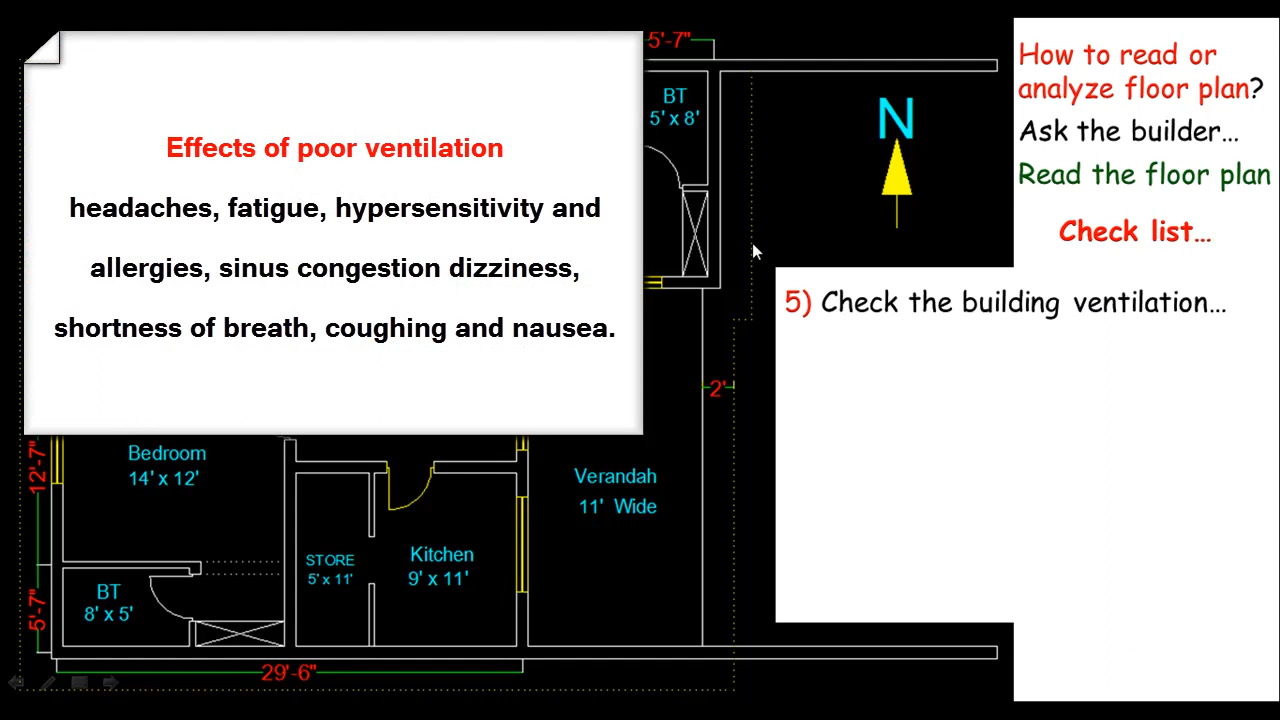 5'-7"
BT
5' x 8'
N
How to read or
analyze floor plan?
Ask the builder...
Read the floor plan
Check list...
Effects of poor ventilation
headaches, fatigue, hypersensitivity and
allergies, sinus congestion dizziness,
shortness of breath, coughing and nausea.
5) Check the building ventilation...
2'
12'-7"
Bedroom
14' x 12'
Verandah
11' Wide
STORE
5' x 11'
Kitchen
9' x 11'
BT
8' x 5'
5'-7"
29'-6"